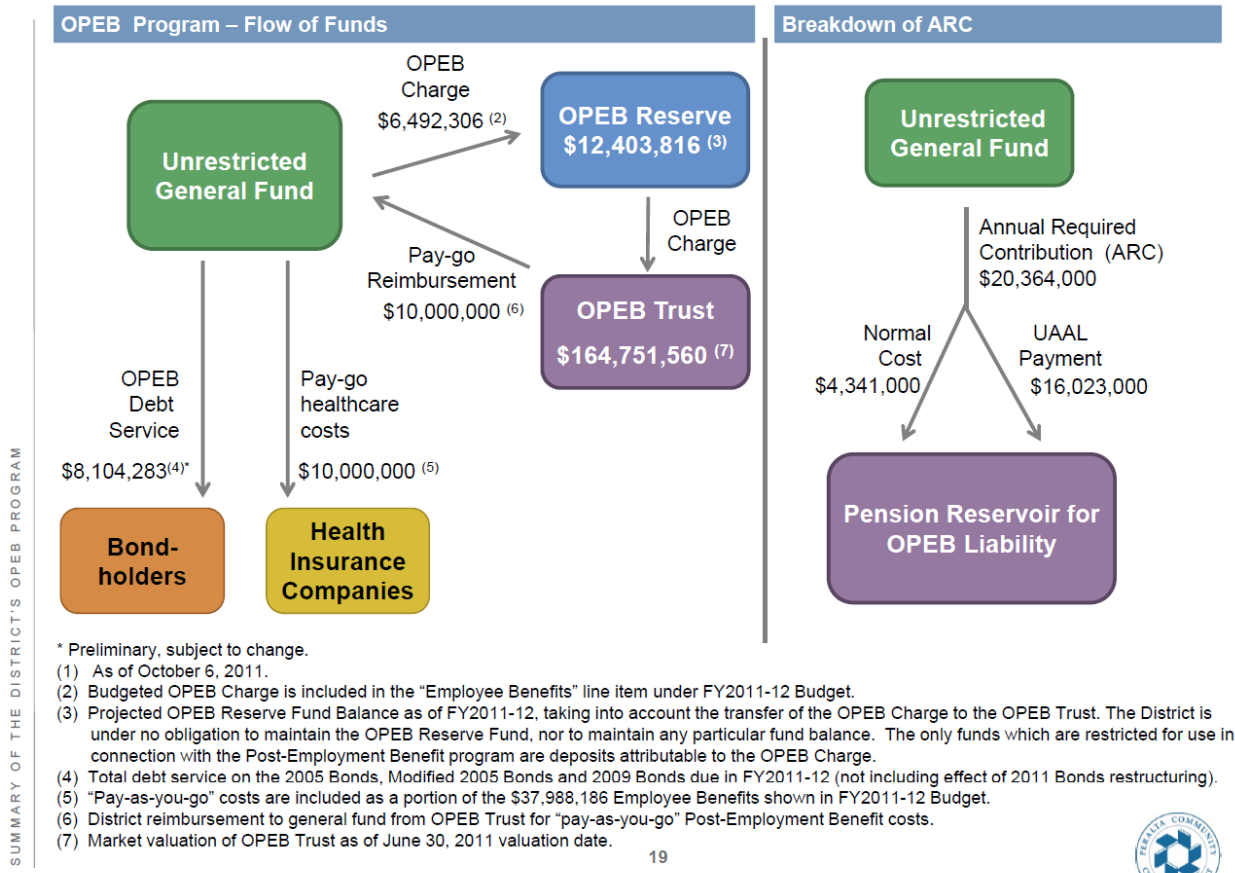 OPEB Program – Flow of Funds
Breakdown of ARC
OPEB
Charge
$6,492,306 (2)
OPEB Reserve
$12,403,816 (3)
Unrestricted
General Fund
OPEB
Charge
Pay-go
Reimbursement
$10,000,000 (6)
OPEB Trust
$164,751,560 (7)
OPEB
Debt
Service
$8,104,283(4)*
Pay-go
healthcare
costs
$10,000,000 (5)
Bond-
holders
Health
Insurance
Companies
Unrestricted
General Fund
Annual Required
Contribution (ARC)
$20,364,000
Normal
Cost
$4,341,000
UAAL
Payment
$16,023,000
Pension Reservoir for
OPEB Liability
* Preliminary, subject to change.
(1) As of October 6, 2011.
(2) Budgeted OPEB Charge is included in the “Employee Benefits” line item under FY2011-12 Budget.
(3) Projected OPEB Reserve Fund Balance as of FY2011-12, taking into account the transfer of the OPEB Charge to the OPEB Trust. The District is
under no obligation to maintain the OPEB Reserve Fund, nor to maintain any particular fund balance. The only funds which are restricted for use in
connection with the Post-Employment Benefit program are deposits attributable to the OPEB Charge.
(4) Total debt service on the 2005 Bonds, Modified 2005 Bonds and 2009 Bonds due in FY2011-12 (not including effect of 2011 Bonds restructuring).
(5) “Pay-as-you-go” costs are included as a portion of the $37,988,186 Employee Benefits shown in FY2011-12 Budget.
(6) District reimbursement to general fund from OPEB Trust for “pay-as-you-go” Post-Employment Benefit costs.
(7) Market valuation of OPEB Trust as of June 30, 2011 valuation date.
19
SUMMARY OF THE DISTRICT'S OPEB PROGRAM
PERALTA COMMUNITY